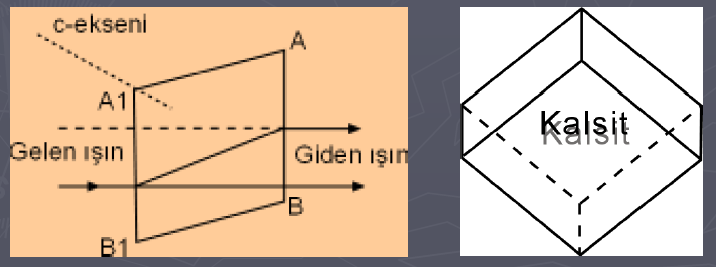 c-ekseni
A
A1
Gelen ışın
Giden ışın
B
B1
Kalsit
Kalsit